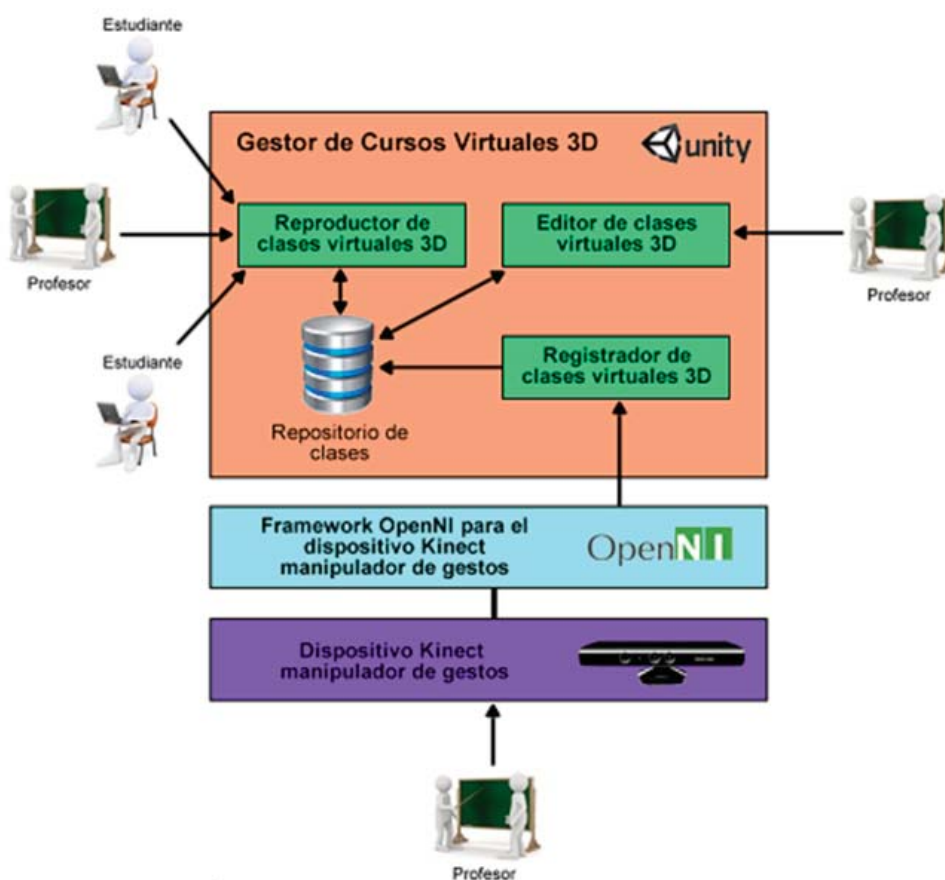 Estudiante
Gestor de Cursos Virtuales 3D
unity
Reproductor de
clases virtuales 3D
Editor de clases
virtuales 3D
Profesor
Profesor
Estudiante
Registrador de
clases virtuales 3D
Repositorio de
clases
Framework OpenNI para el
dispositivo Kinect
manipulador de gestos
OpenNI
Dispositivo Kinect
manipulador de gestos
Profesor